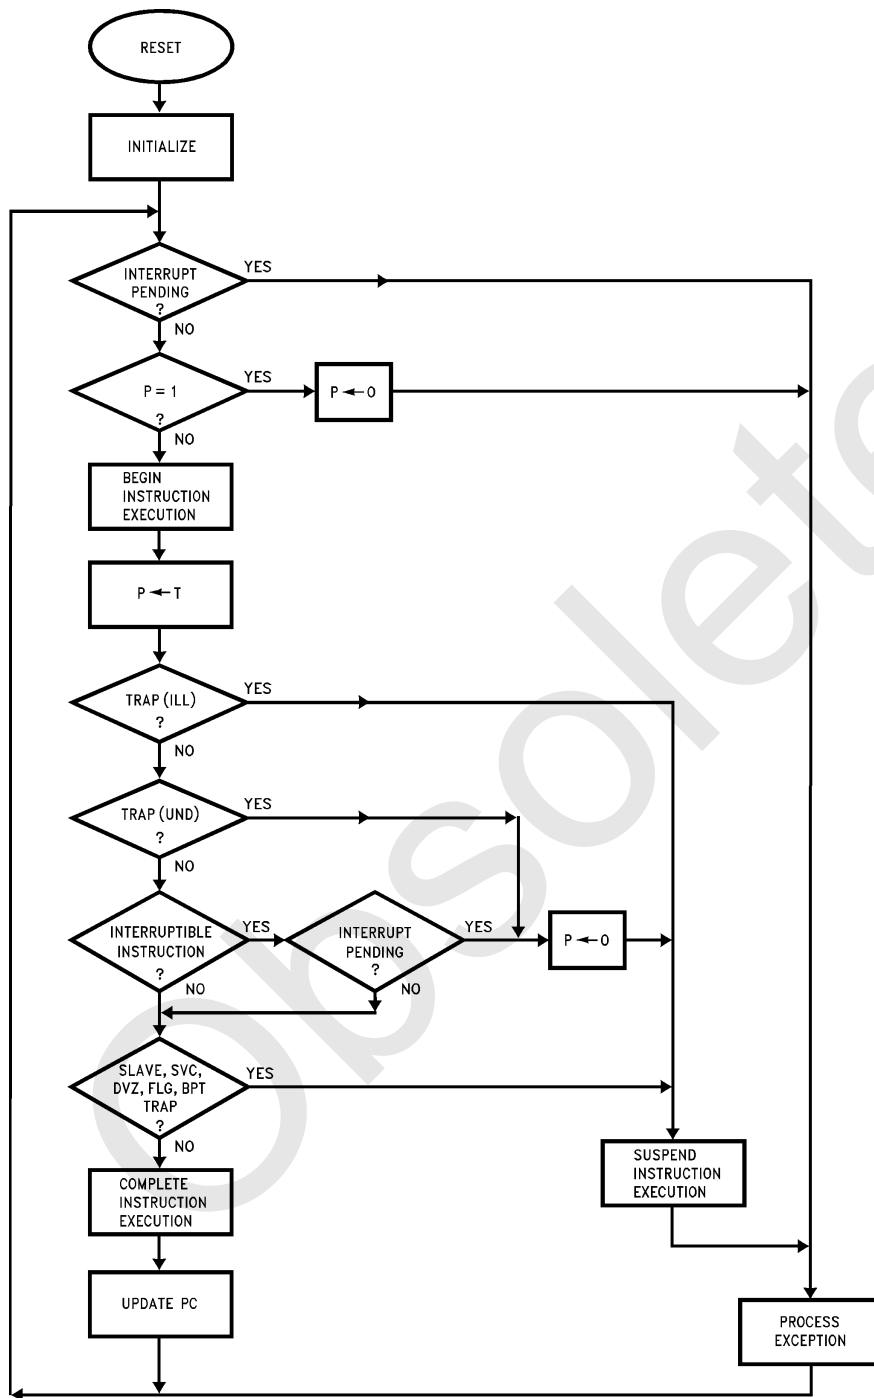 RESET
INITIALIZE
INTERRUPT
PENDING
?
YES
NO
P = 1
?
YES
NO
P ← 0
BEGIN
INSTRUCTION
EXECUTION
P ← T
TRAP (ILL)
?
YES
NO
TRAP (UND)
?
YES
NO
INTERRUPTIBLE
INSTRUCTION
?
YES
NO
INTERRUPT
PENDING
?
YES
NO
P ← 0
SLAVE, SVC,
DVZ, FLG, BPT
TRAP
?
YES
NO
SUSPEND
INSTRUCTION
EXECUTION
COMPLETE
INSTRUCTION
EXECUTION
UPDATE PC
PROCESS
EXCEPTION
Obsolete